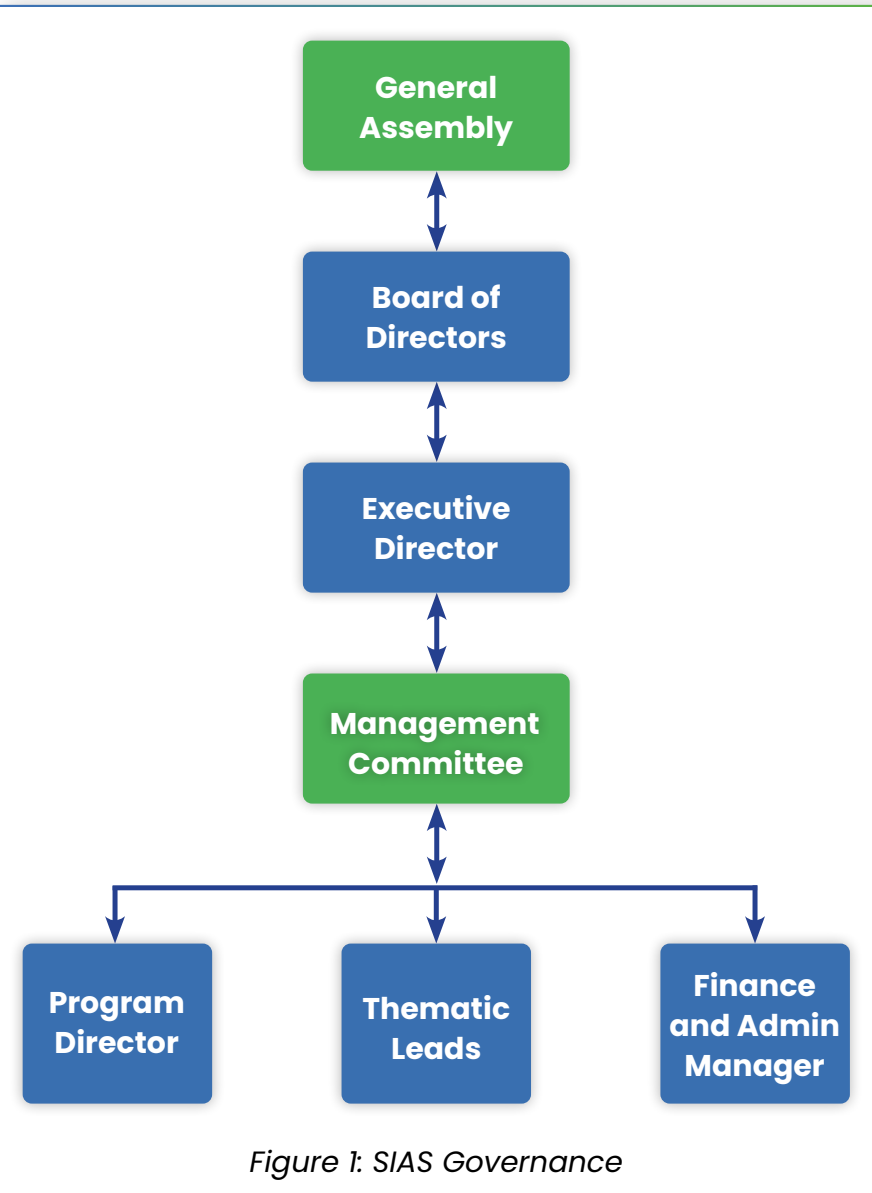 General
Assembly
Board of
Directors
Executive
Director
Management
Committee
Program
Director
Thematic
Leads
Finance
and Admin
Manager
Figure 1: SIAS Governance